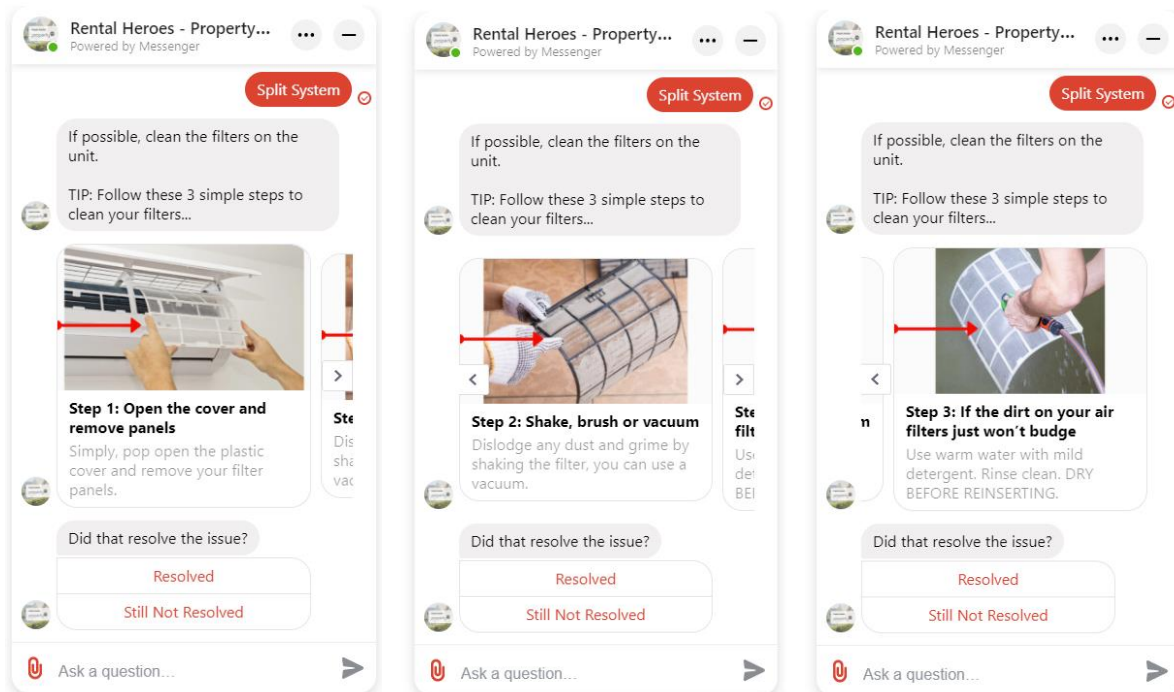 Rental Heroes - Property...
Powered by Messenger
Split System
If possible, clean the filters on the
unit.
TIP: Follow these 3 simple steps to
clean your filters...
Step 1: Open the cover and
remove panels
Simply, pop open the plastic
cover and remove your filter
panels.
Ste
Dis
sha
vac
Did that resolve the issue?
Resolved
Still Not Resolved
Ask a question...
Rental Heroes - Property...
Powered by Messenger
Split System
If possible, clean the filters on the
unit.
TIP: Follow these 3 simple steps to
clean your filters...
Step 2: Shake, brush or vacuum
Dislodge any dust and grime by
shaking the filter, you can use a
vacuum.
Ste
filt
Use
det
BEF
Did that resolve the issue?
Resolved
Still Not Resolved
Ask a question...
Rental Heroes - Property...
Powered by Messenger
Split System
If possible, clean the filters on the
unit.
TIP: Follow these 3 simple steps to
clean your filters...
m
Step 3: If the dirt on your air
filters just won't budge
Use warm water with mild
detergent. Rinse clean. DRY
BEFORE REINSERTING.
Did that resolve the issue?
Resolved
Still Not Resolved
Ask a question...